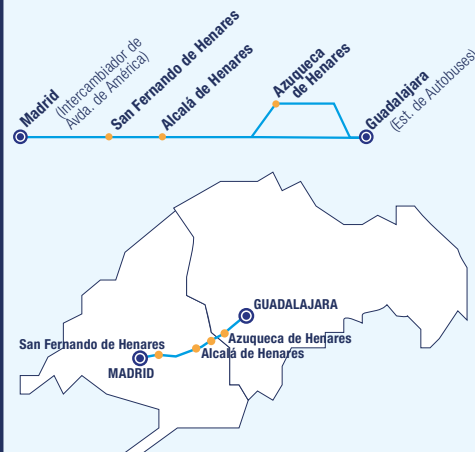 Madrid
(Intercambiador de
Avda. de América)
San Fernando de Henares
Alcalá de Henares
Azuqueca
de Henares
Guadalajara
(Est. de Autobuses)
GUADALAJARA
San Fernando de Henares
Azuqueca de Henares
Alcalá de Henares
MADRID